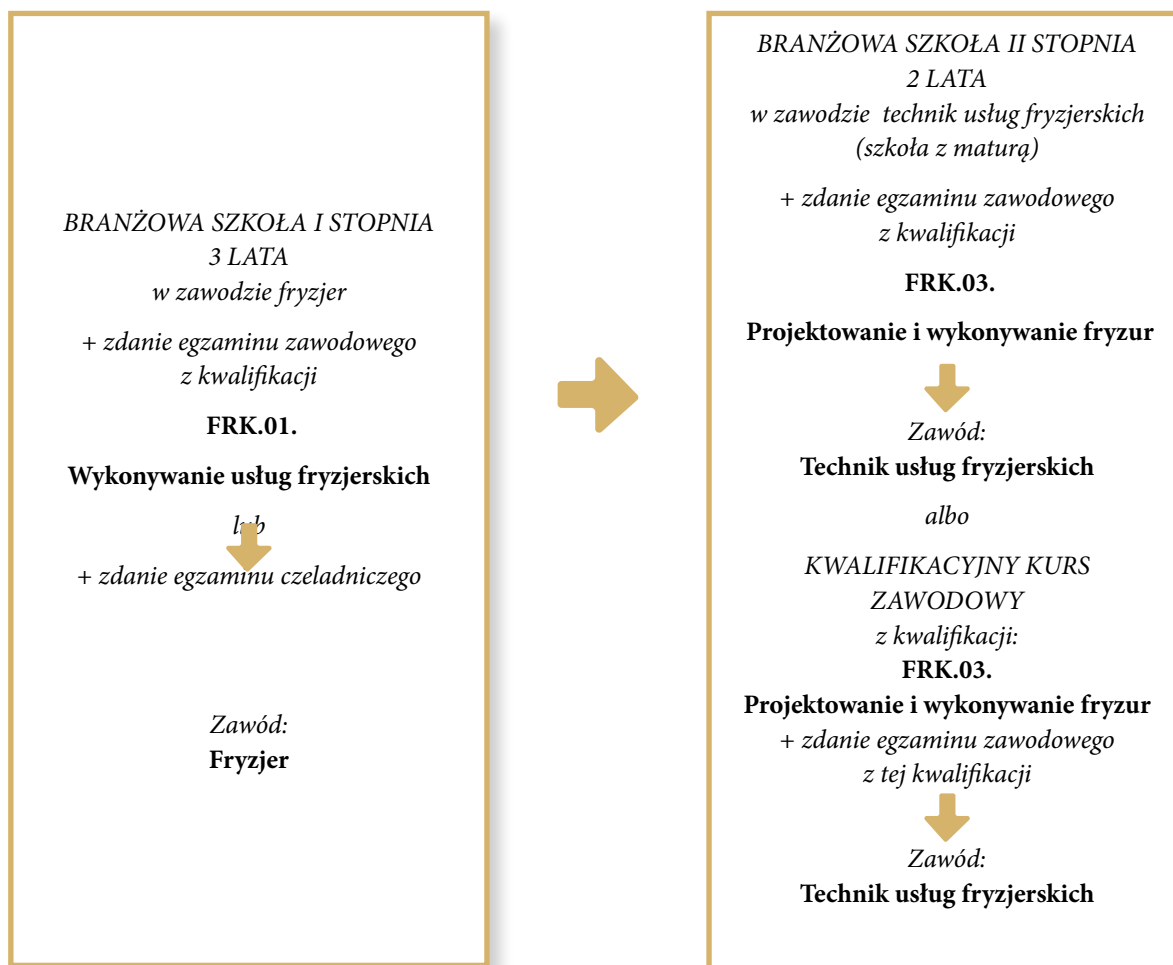 BRANŻOWA SZKOŁA I STOPNIA
3 LATA
w zawodzie fryzjer
+ zdanie egzaminu zawodowego
z kwalifikacji
FRK.01.
Wykonywanie usług fryzjerskich
lub
+ zdanie egzaminu czeladniczego
Zawód:
Fryzjer
BRANŻOWA SZKOŁA II STOPNIA
2 LATA
w zawodzie technik usług fryzjerskich
(szkoła z maturą)
+ zdanie egzaminu zawodowego
z kwalifikacji
FRK.03.
Projektowanie i wykonywanie fryzur
Zawód:
Technik usług fryzjerskich
albo
KWALIFIKACYJNY KURS
ZAWODOWY
z kwalifikacji:
FRK.03.
Projektowanie i wykonywanie fryzur
+ zdanie egzaminu zawodowego
z tej kwalifikacji
Zawód:
Technik usług fryzjerskich